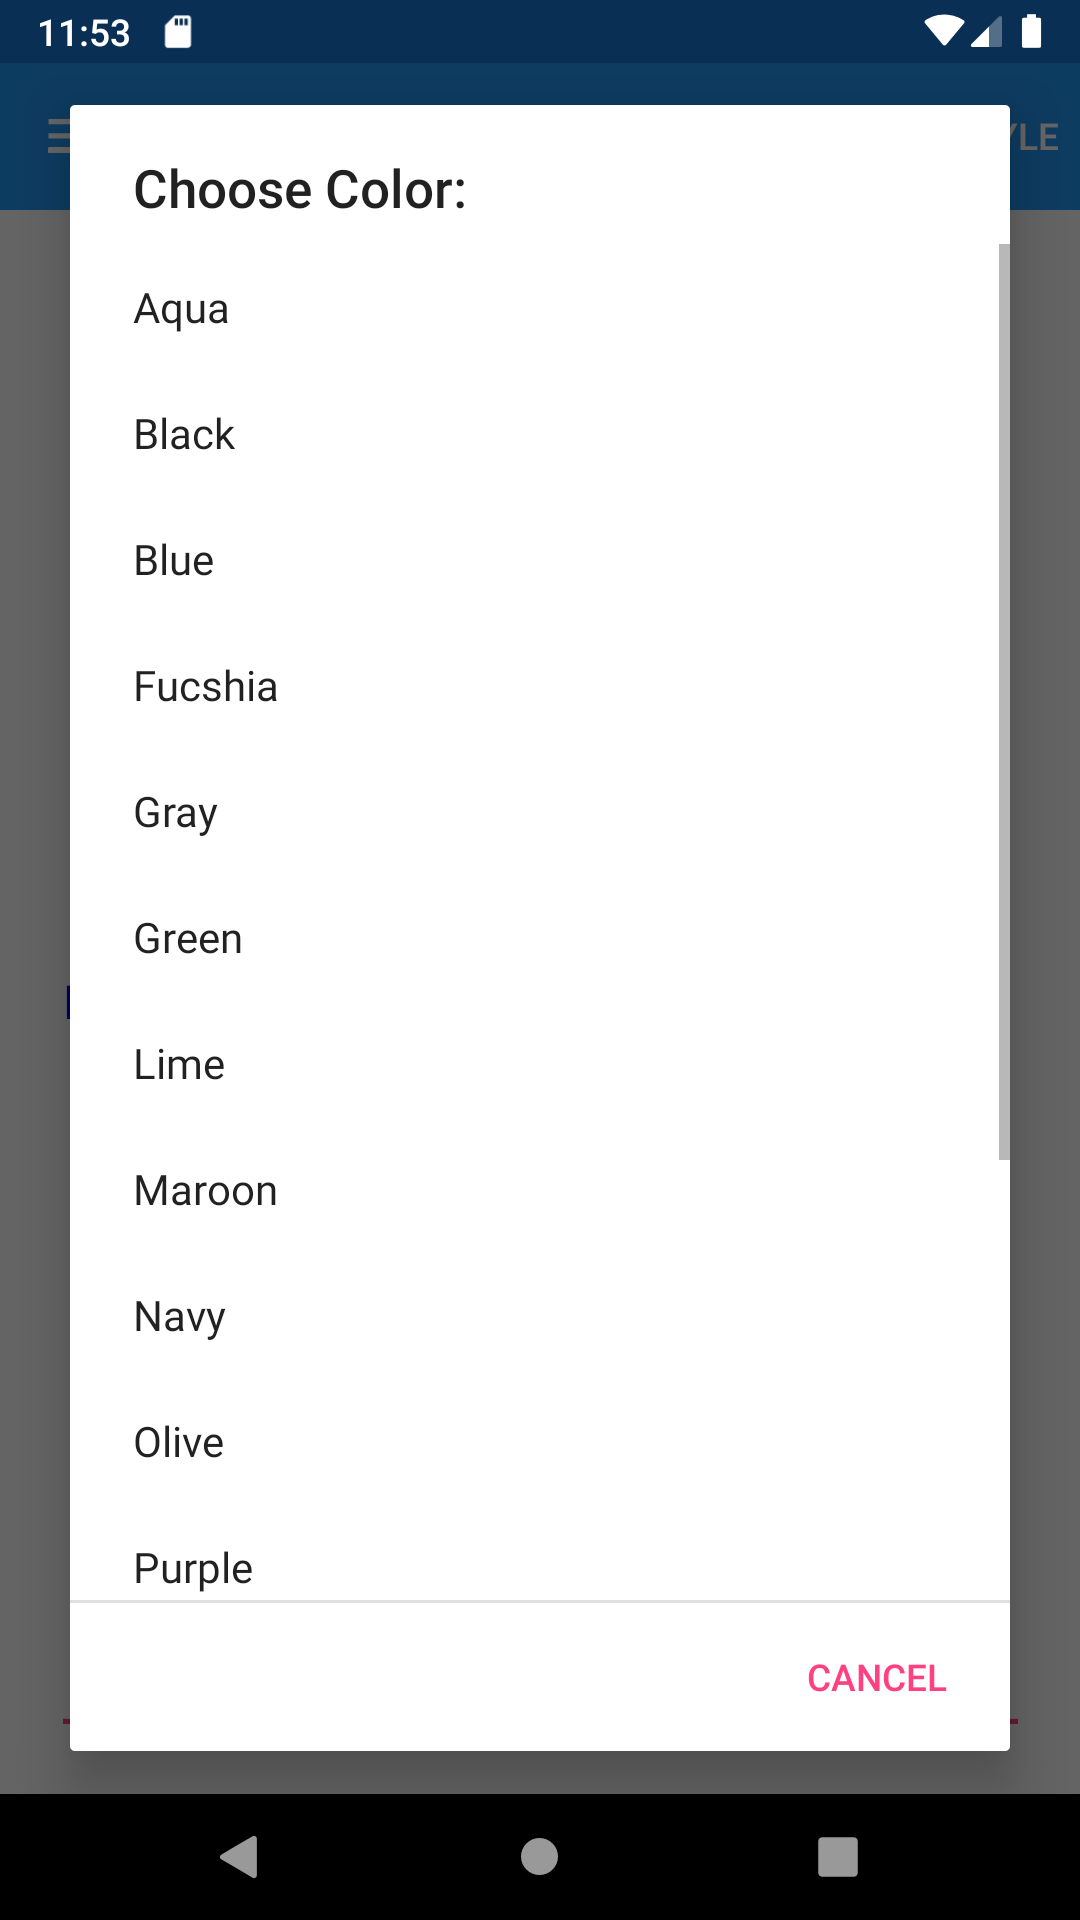 11:53
YLE
Choose Color:
Aqua
Black
Blue
Fucshia
Gray
Green
Lime
Maroon
Navy
Olive
Purple
CANCEL